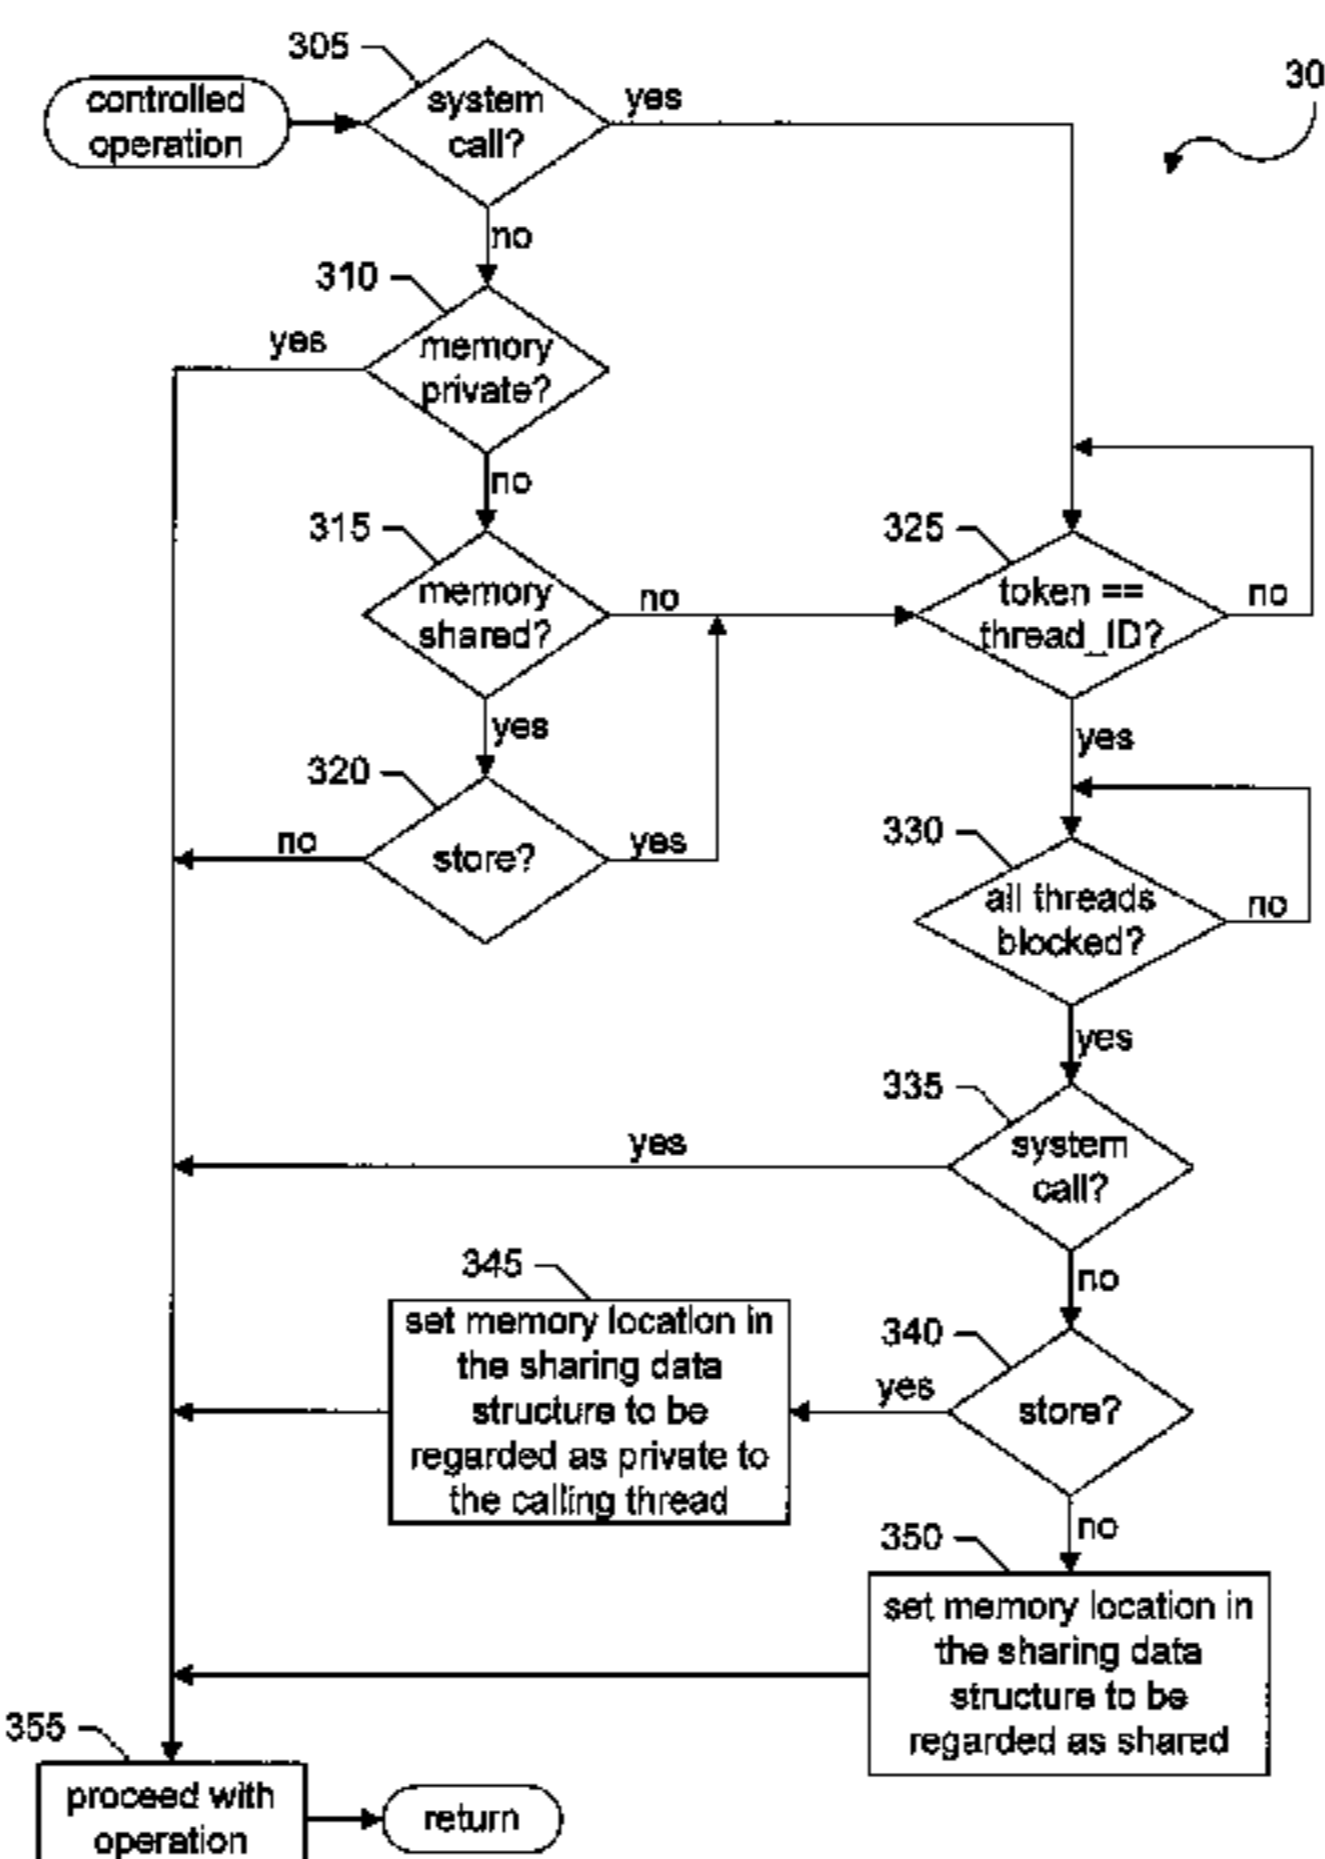 305
30
controlled
operation
system
call?
yes
no
310
yes
memory
private?
no
315
memory
shared?
no
325
token ==
thread_ID?
no
yes
yes
320
store?
no
yes
330
all threads
blocked?
no
yes
335
system
call?
yes
no
345
set memory location in
the sharing data
structure to be
regarded as private to
the calling thread
340
store?
yes
no
350
set memory location in
the sharing data
structure to be
regarded as shared
355
proceed with
operation
return